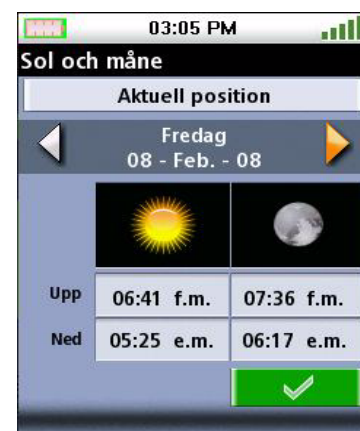 03:05 PM
Sol och måne
Aktuell position
Fredag
08 - Feb. - 08
Upp 06:41 f.m. 07:36 f.m.
Ned 05:25 e.m. 06:17 e.m.